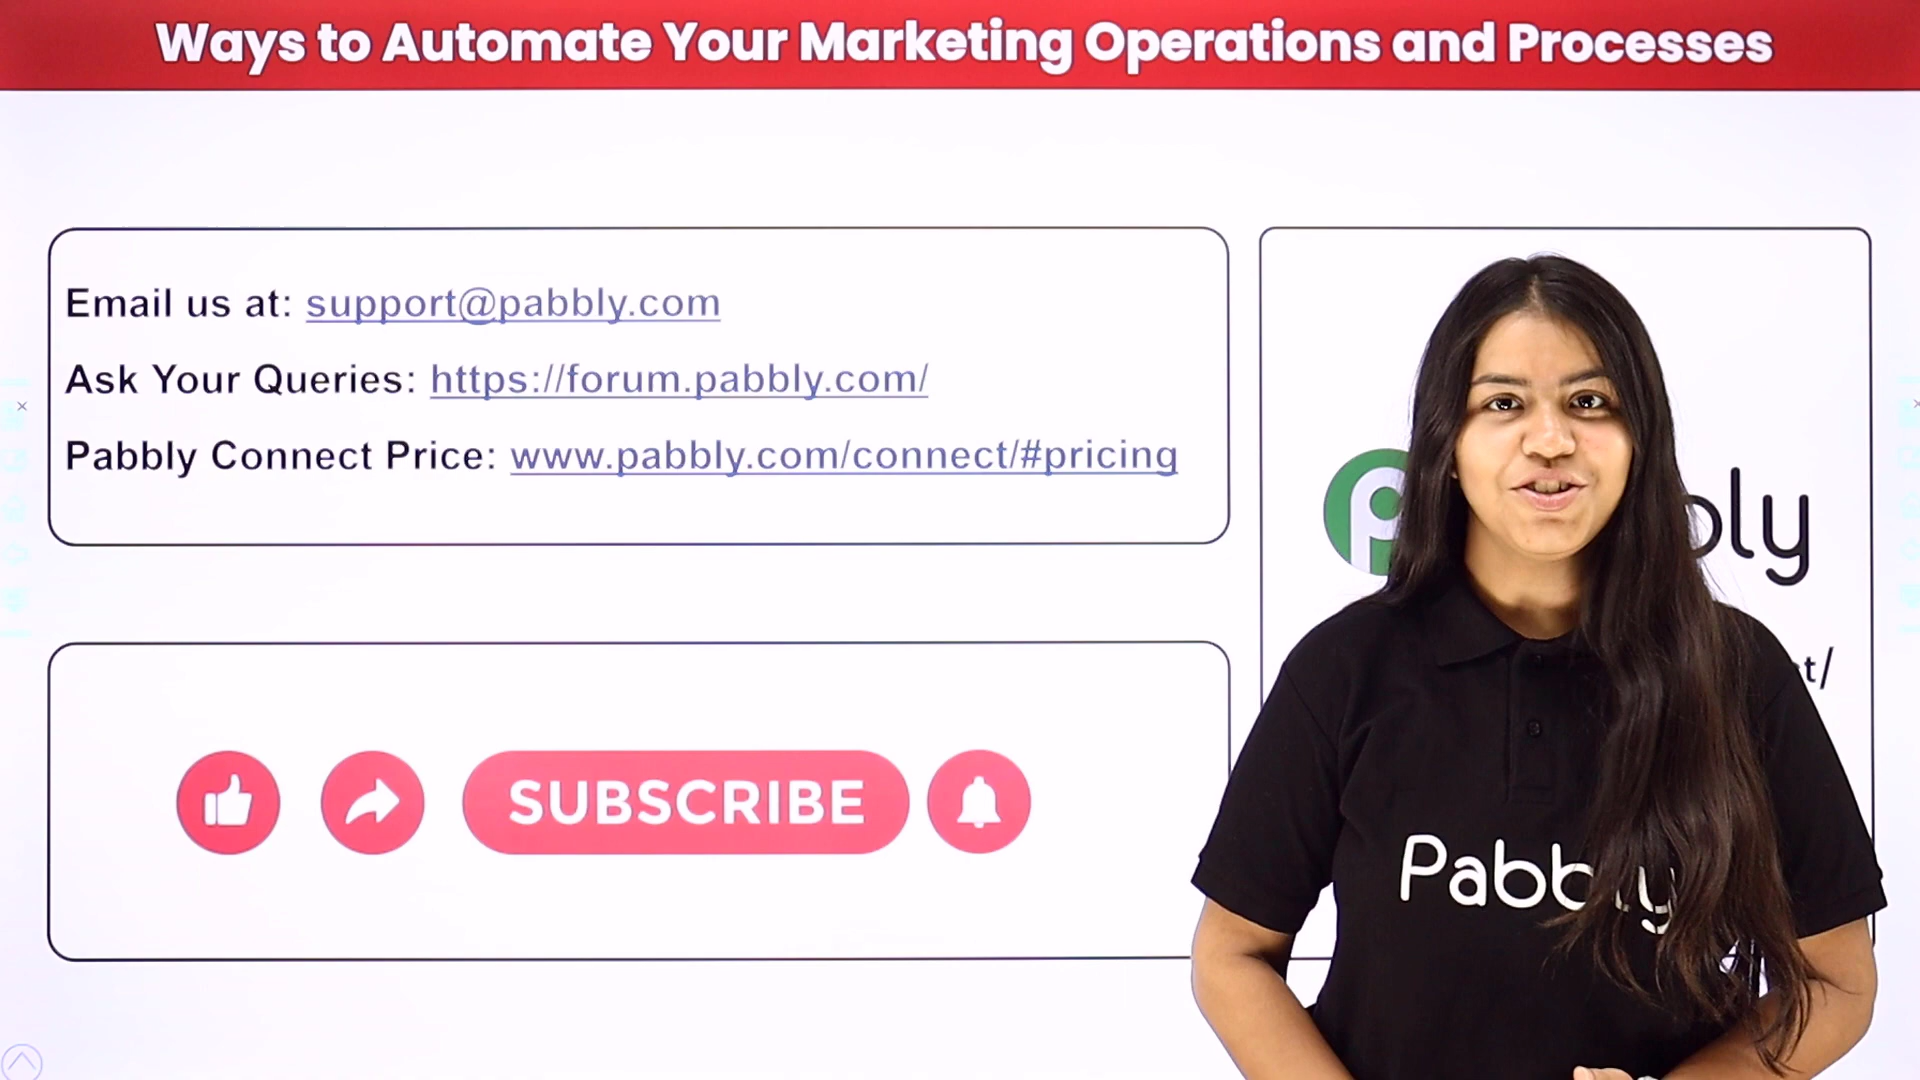 Ways to Automate Your Marketing Operations and Processes
Email us at: support@pabbly.com
Ask Your Queries: https://forum.pabbly.com/
Pabbly Connect Price: www.pabbly.com/connect/#pricing
SUBSCRIBE
Pabbly